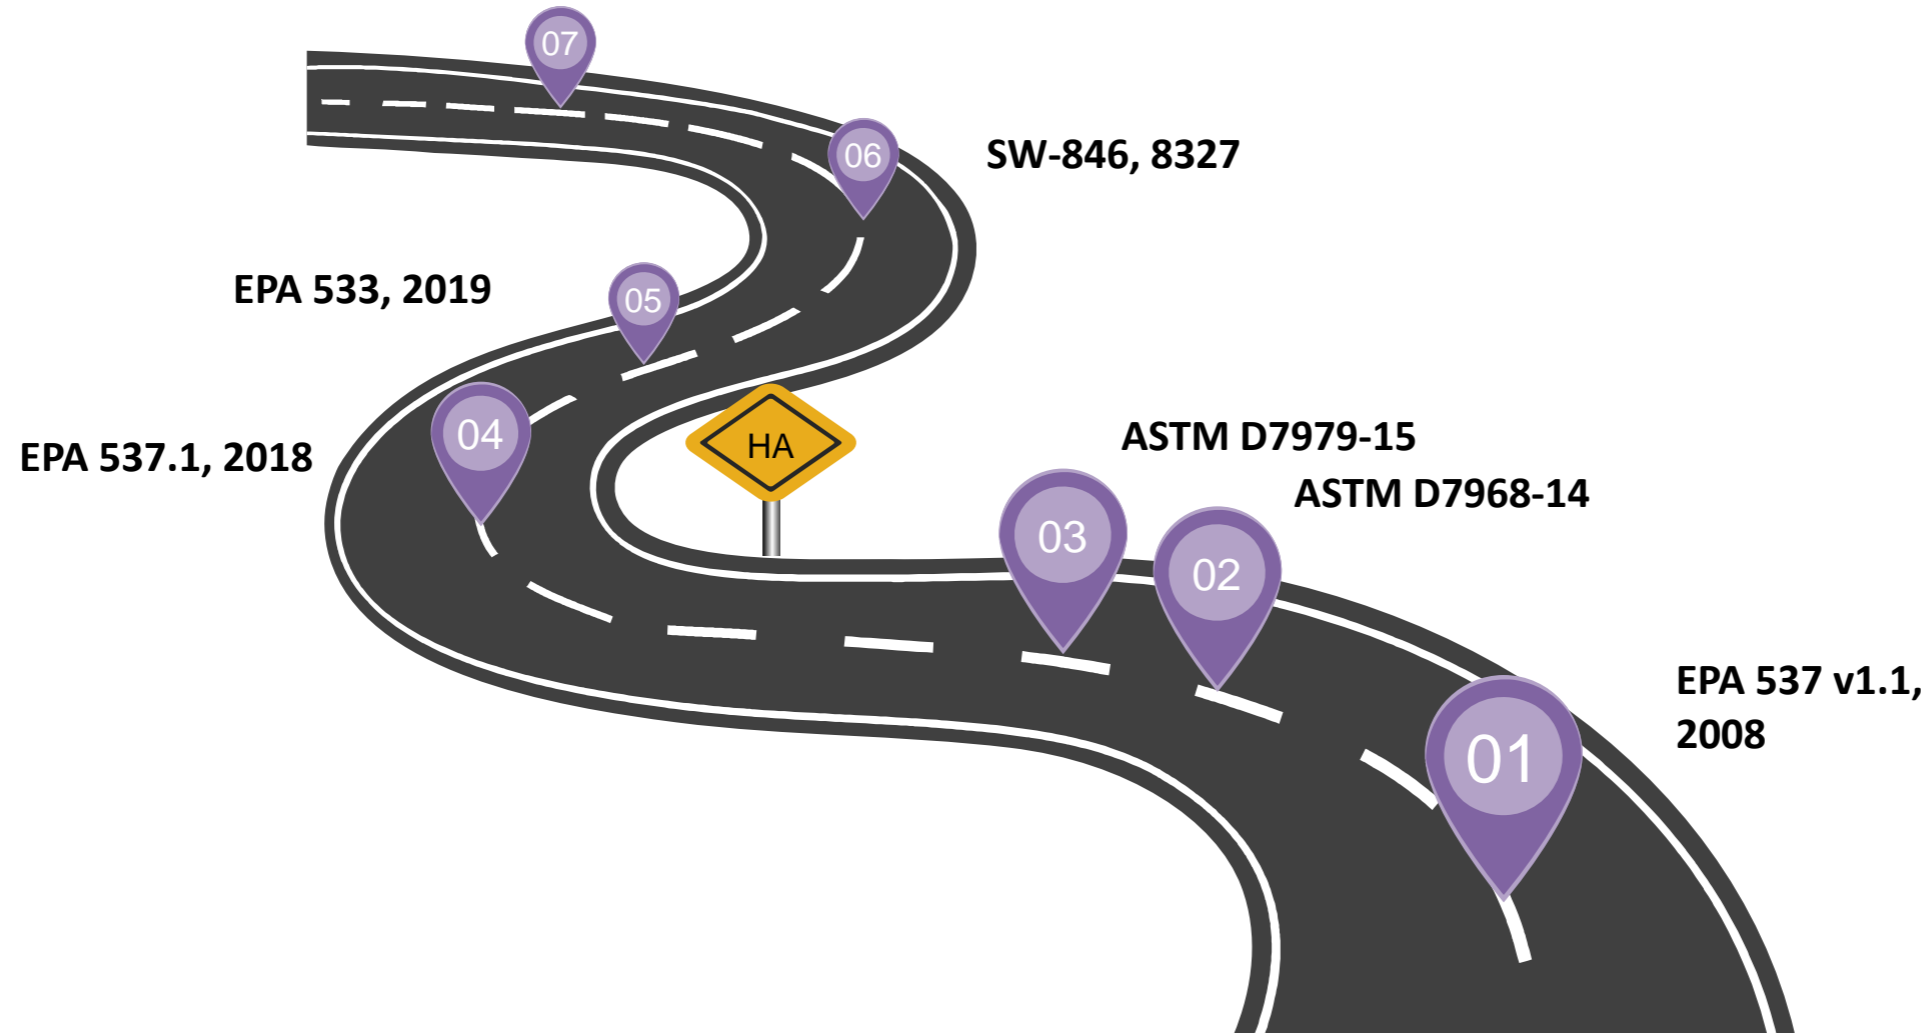 07
06
SW-846, 8327
EPA 533, 2019
05
04
EPA 537.1, 2018
HA
ASTM D7979-15
ASTM D7968-14
03
02
01
EPA 537 v1.1,
2008